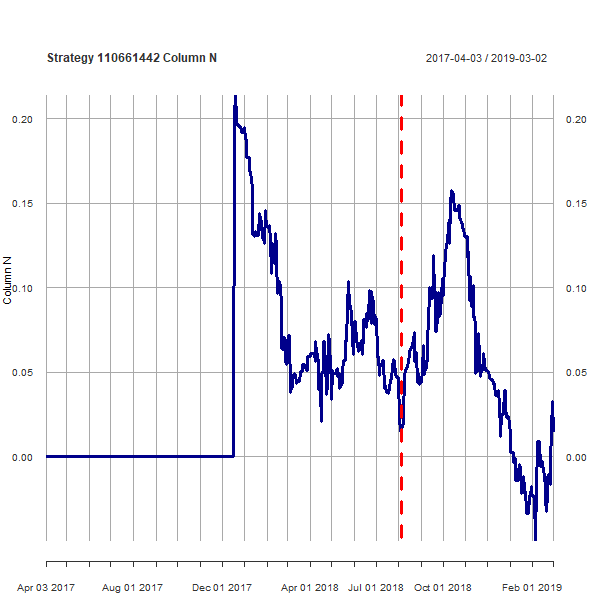 Strategy 110661442 Column N
2017-04-03 / 2019-03-02
0.20
0.20
0.15
0.15
0.10
0.10
0.05
0.05
0.00
0.00
Column N
Apr 03 2017
Aug 01 2017
Dec 01 2017
Apr 01 2018
Jul 01 2018
Oct 01 2018
Feb 01 2019